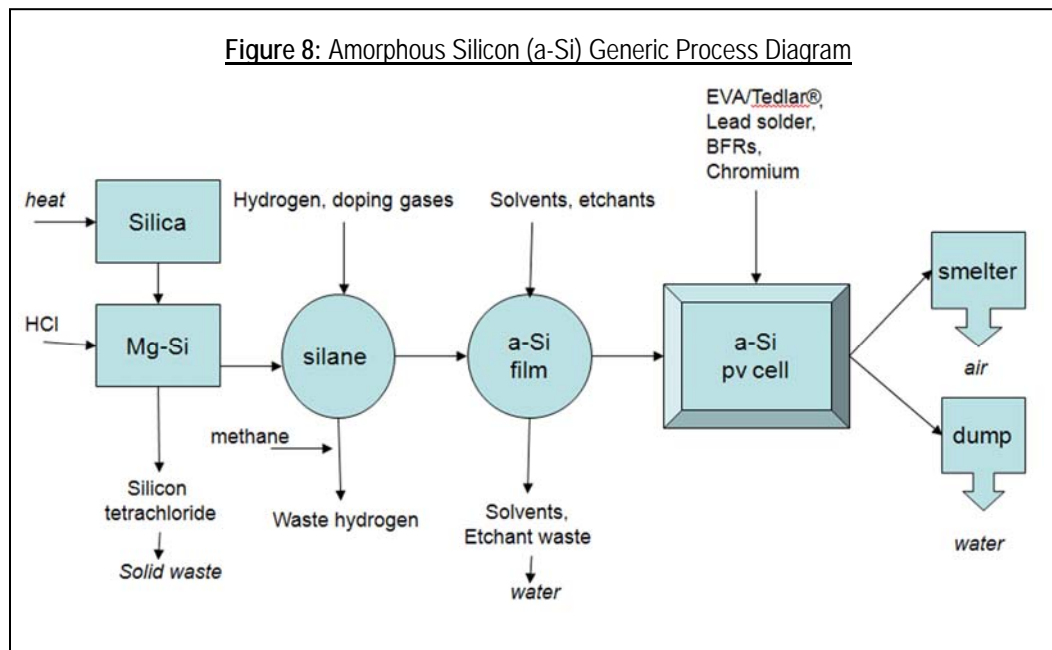 Figure 8: Amorphous Silicon (a-Si) Generic Process Diagram
EVA/Tedlar®,
Lead solder,
BFRs,
Chromium
heat
Silica
Hydrogen, doping gases
Solvents, etchants
smelter
HCl
Mg-Si
silane
a-Si
film
a-Si
pv cell
air
methane
dump
Silicon
tetrachloride
Waste hydrogen
Solvents,
Etchant waste
water
Solid waste
water